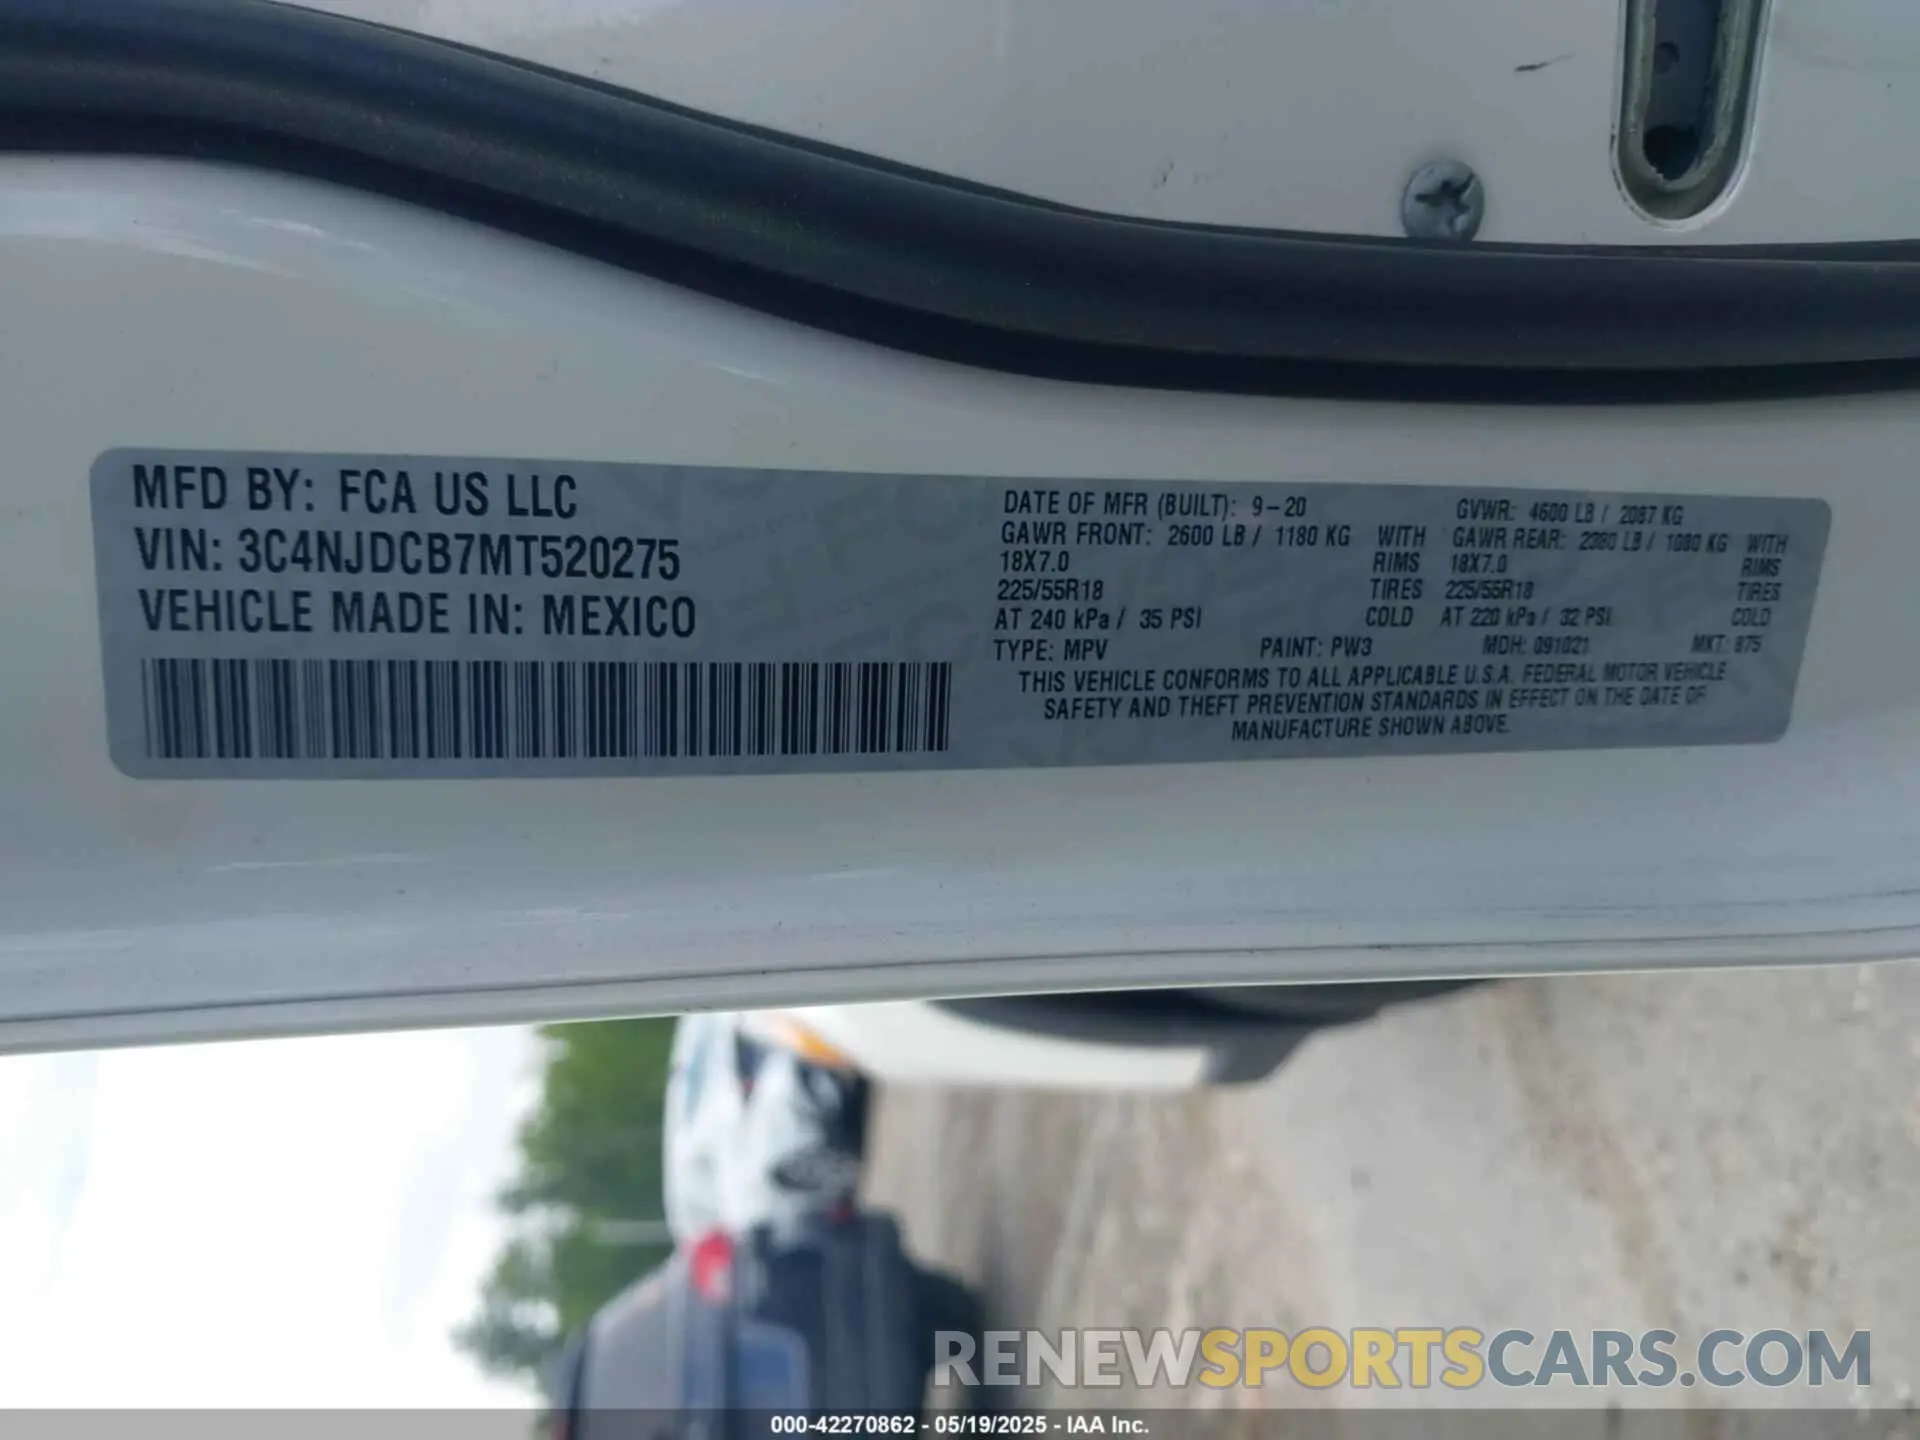 MFD BY: FCA US LLC
VIN: 3C4NJDCB7MT520275
VEHICLE MADE IN: MEXICO
DATE OF MFR (BUILT): 9-20 GVWR: 4600 LB / 2087 KG
GAWR FRONT: 2600 LB / 1180 KG WITH GAWR REAR: 2380 LB / 1080 KG WITH
18X7.0 RIMS 18X7.0 RIMS
225/55R18 TIRES 225/55R18 TIRES
AT 240 kPa / 35 PSI COLD AT 220 kPa / 32 PSI COLD
TYPE: MPV PAINT: PW3 MDH: 091021 MKT: 875
THIS VEHICLE CONFORMS TO ALL APPLICABLE U.S.A. FEDERAL MOTOR VEHICLE
SAFETY AND THEFT PREVENTION STANDARDS IN EFFECT ON THE DATE OF
MANUFACTURE SHOWN ABOVE.
RENEWSPORTSCARS.COM
000-42270862 - 05/19/2025 - IAA Inc.